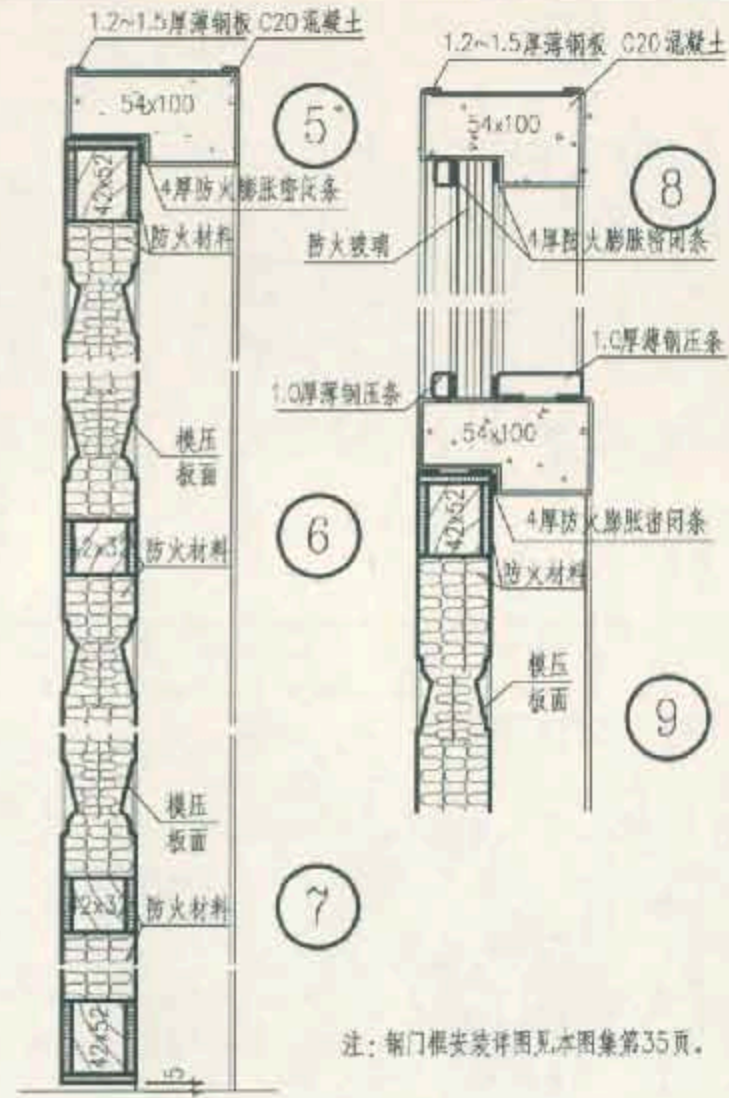 1.2~1.5厚薄钢板 C20混凝土
54x100
5
42x52
4厚防火膨胀密闭条
防火材料
模压
板面
42x32
防火材料
6
模压
板面
42x32
防火材料
7
42x52
5
1.2~1.5厚薄钢板 C20混凝土
54x100
8
防火玻璃
4厚防火膨胀密闭条
1.0厚薄钢压条
1.0厚薄钢压条
54x100
42x52
4厚防火膨胀密闭条
防火材料
模压
板面
9
注：钢门框安装详图见本图集第35页。